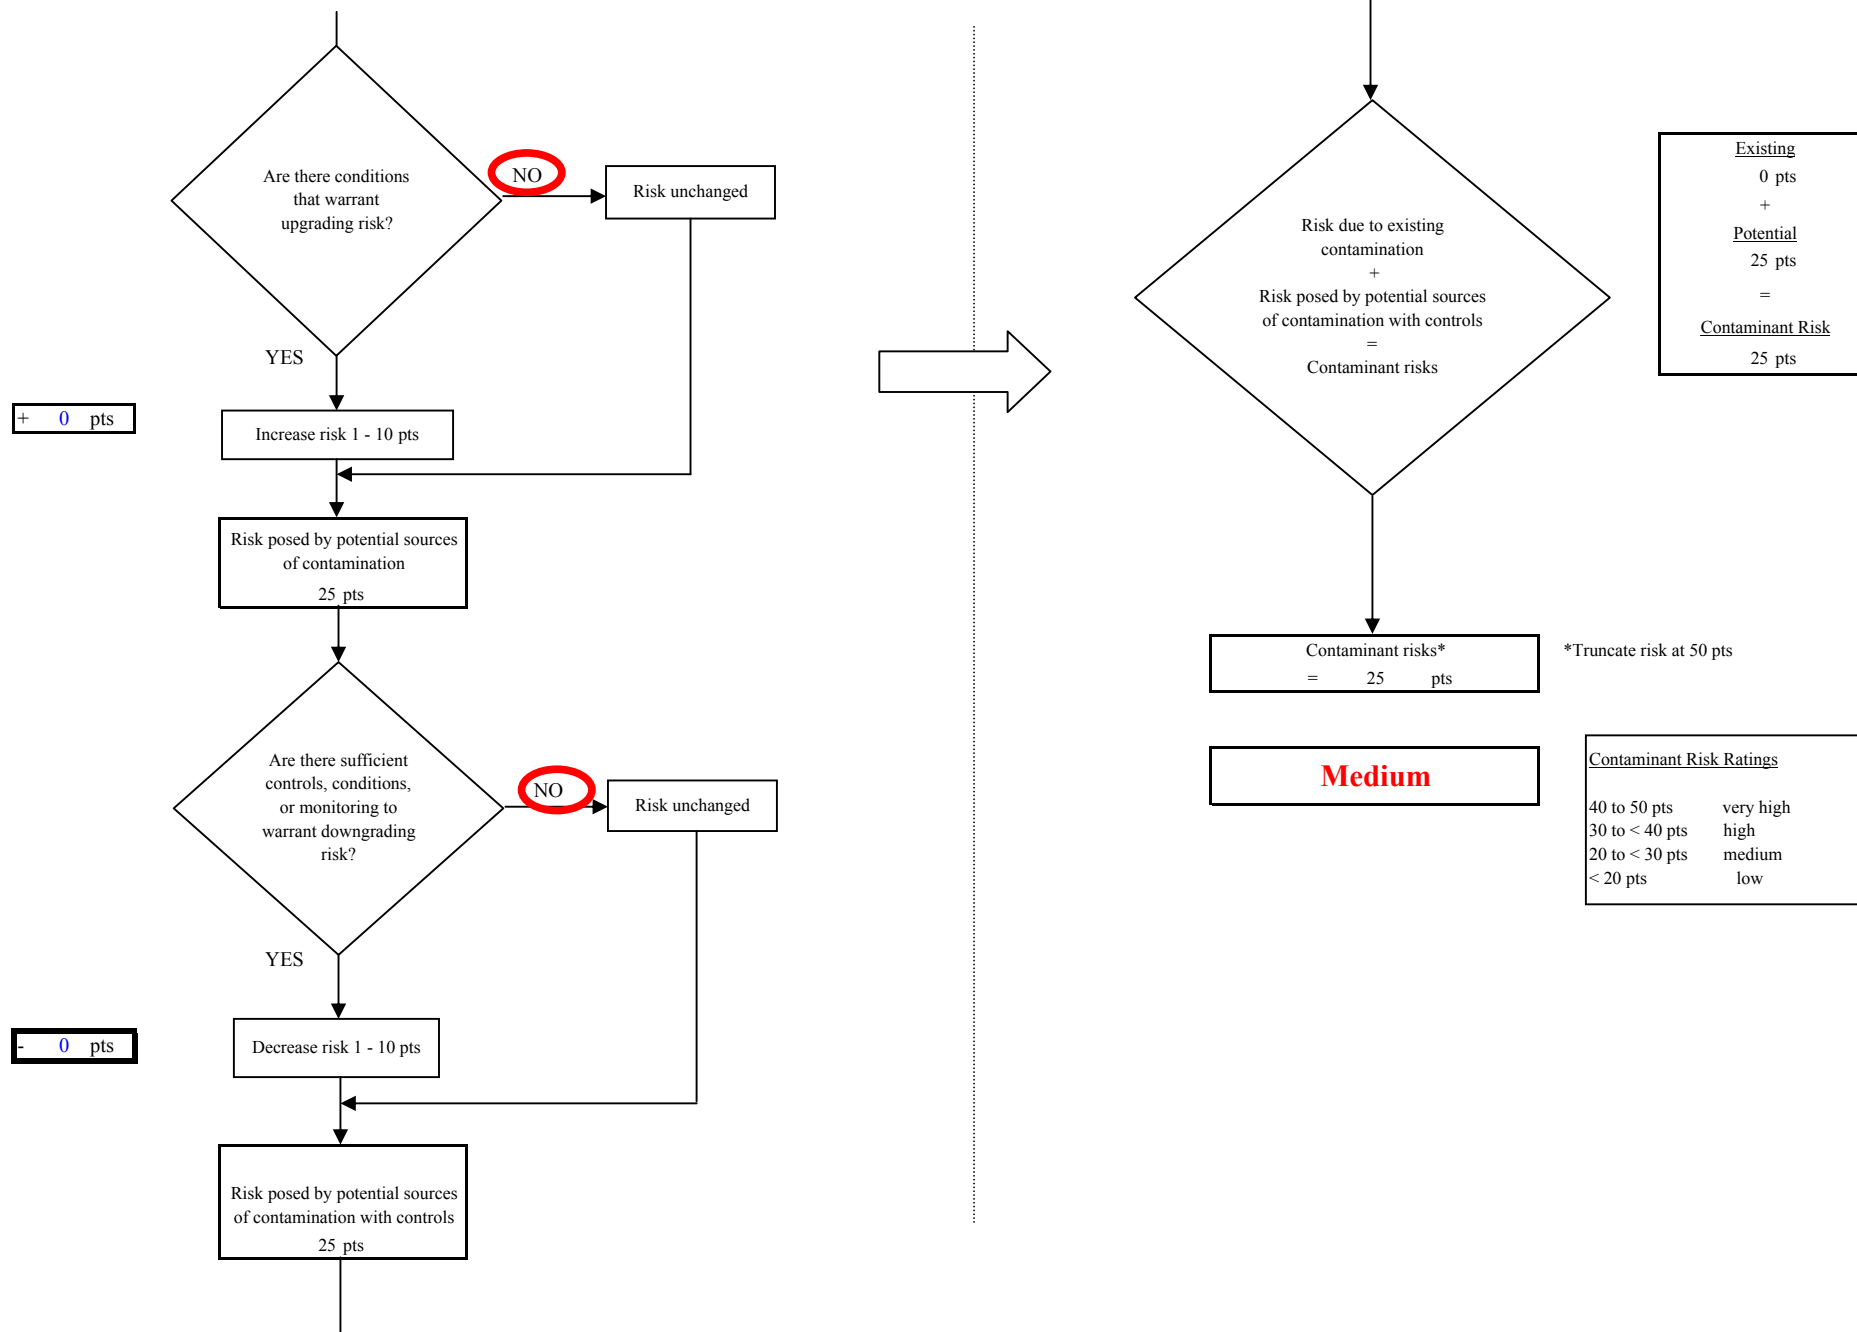 Are there conditions
that warrant
upgrading risk?
NO
Risk unchanged
YES
+ 0 pts
Increase risk 1 - 10 pts
Risk posed by potential sources
of contamination
25 pts
Are there sufficient
controls, conditions,
or monitoring to
warrant downgrading
risk?
NO
Risk unchanged
YES
- 0 pts
Decrease risk 1 - 10 pts
Risk posed by potential sources
of contamination with controls
25 pts
Risk due to existing
contamination
+
Risk posed by potential sources
of contamination with controls
=
Contaminant risks
Existing
0 pts
+
Potential
25 pts
=
Contaminant Risk
25 pts
Contaminant risks*
= 25 pts
*Truncate risk at 50 pts
Medium
Contaminant Risk Ratings
40 to 50 pts very high
30 to < 40 pts high
20 to < 30 pts medium
< 20 pts low